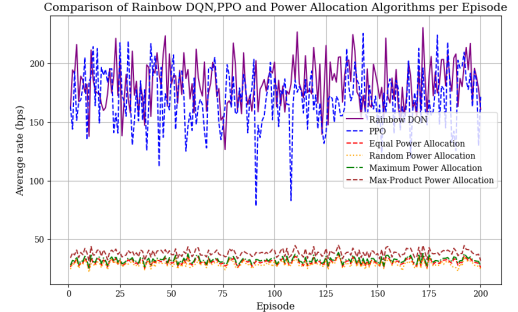 Comparison of Rainbow DQN,PPO and Power Allocation Algorithms per Episode
Average rate (bps)
200
150
100
50
Rainbow DQN
PPO
Equal Power Allocation
Random Power Allocation
Maximum Power Allocation
Max-Product Power Allocation
0
25
50
75
100
125
150
175
200
Episode